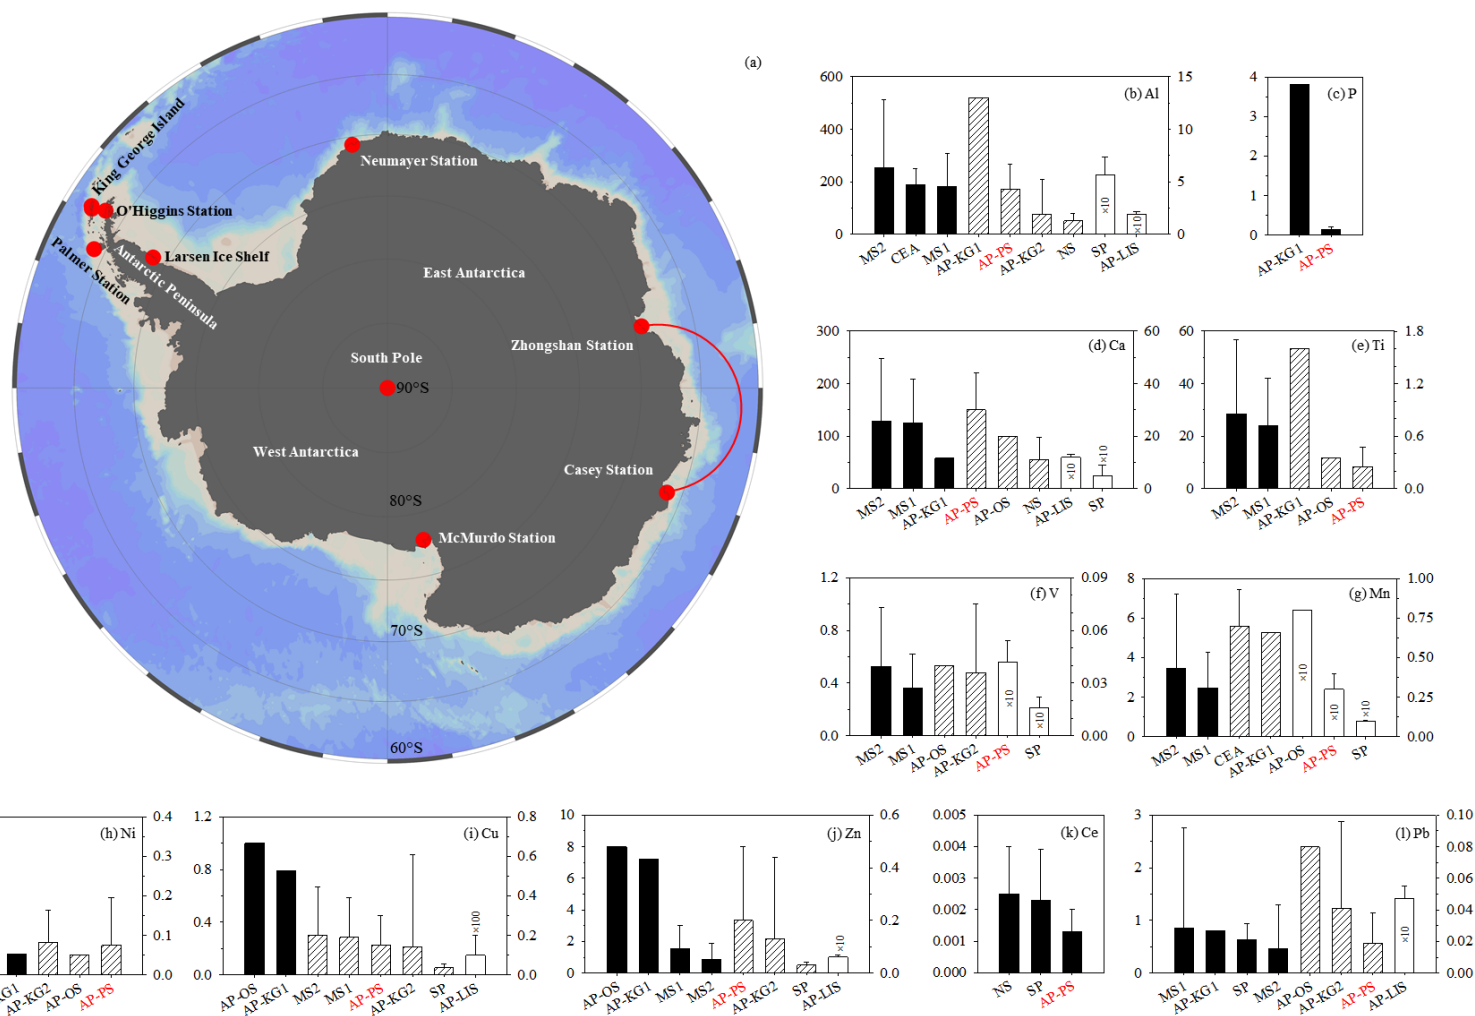 (a)
King George Island
O'Higgins Station
Palmer Station
Antarctic Peninsula
Larsen Ice Shelf
Neumayer Station
East Antarctica
Zhongshan Station
South Pole
90°S
West Antarctica
Casey Station
80°S
McMurdo Station
70°S
60°S
(b) Al
600
400
200
0
15
10
5
0
×10
×10
MS2
CEA
MS1
AP-KG1
AP-PS
AP-KG2
NS
SP
AP-LIS
(c) P
4
3
2
1
0
AP-KG1
AP-PS
(d) Ca
300
250
200
150
100
50
0
60
40
20
0
×10
×10
MS2
MS1
AP-KG1
AP-PS
AP-OS
NS
AP-LIS
SP
(e) Ti
60
40
20
0
1.8
1.2
0.6
0.0
MS2
MS1
AP-KG1
AP-OS
AP-PS
(f) V
1.2
0.8
0.4
0.0
0.09
0.06
0.03
0.00
×10
×10
MS2
MS1
AP-OS
AP-KG2
AP-PS
SP
(g) Mn
8
6
4
2
0
1.00
0.75
0.50
0.25
0.00
×10
×10
×10
MS2
MS1
CEA
AP-KG1
AP-OS
AP-PS
SP
(h) Ni
0.4
0.3
0.2
0.1
0.0
KG1
AP-KG2
AP-OS
AP-PS
(i) Cu
1.2
0.8
0.4
0.0
0.8
0.6
0.4
0.2
0.0
×100
AP-OS
AP-KG1
MS2
MS1
AP-PS
AP-KG2
SP
AP-LIS
(j) Zn
10
8
6
4
2
0
0.6
0.4
0.2
0.0
×10
AP-OS
AP-KG1
MS1
MS2
AP-PS
AP-KG2
SP
AP-LIS
(k) Ce
0.005
0.004
0.003
0.002
0.001
0.000
NS
SP
AP-PS
(l) Pb
3
2
1
0
0.10
0.08
0.06
0.04
0.02
0.00
×10
MS1
AP-KG1
SP
MS2
AP-OS
AP-KG2
AP-PS
AP-LIS